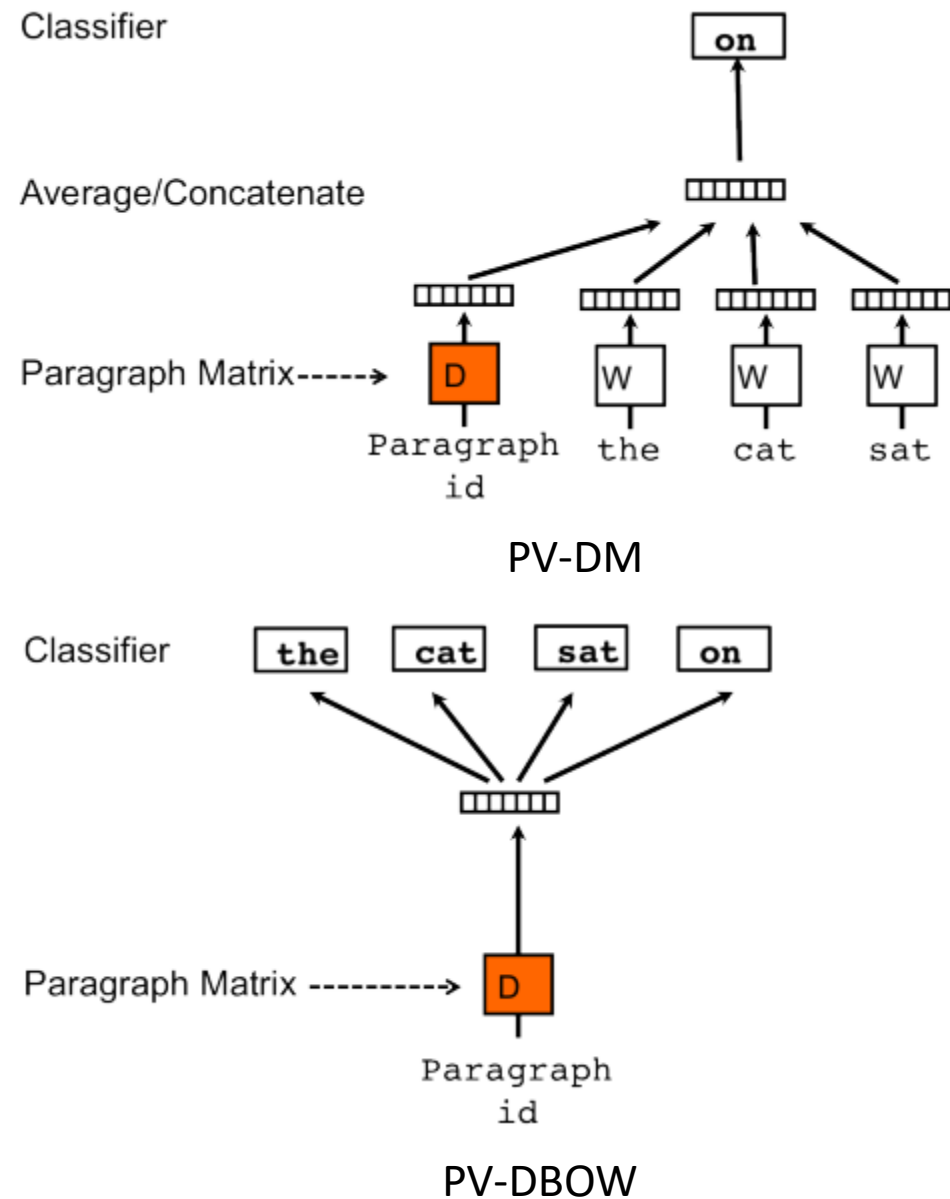 Classifier
on
Average/Concatenate
Paragraph Matrix
D
W
W
W
Paragraph
id
the
cat
sat
PV-DM
Classifier
the
cat
sat
on
Paragraph Matrix
D
Paragraph
id
PV-DBOW